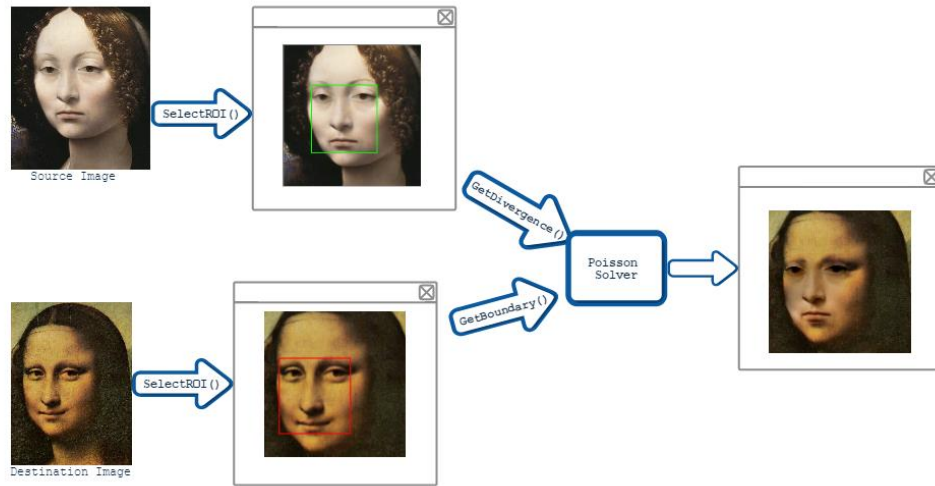 SelectROI()
Source Image
GetDivergence()
Poisson
Solver
GetBoundary()
SelectROI()
Destination Image